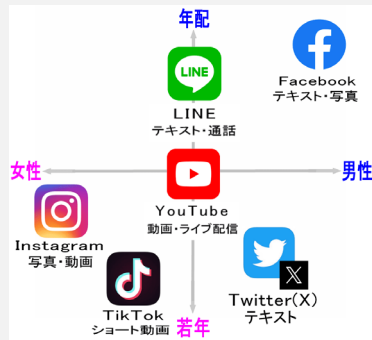 年配
LINE
LINE
テキスト・通話
Facebook
テキスト・写真
女性
男性
YouTube
動画・ライブ配信
Instagram
写真・動画
TikTok
ショート動画
X
Twitter(X)
テキスト
若年